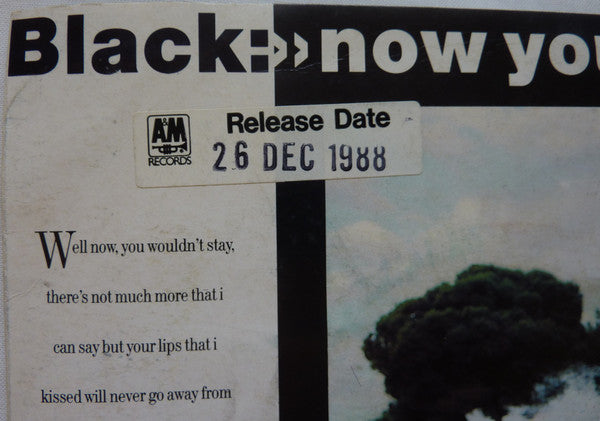 Black:»now you
A&M
RECORDS
Release Date
26 DEC 1988
Well now, you wouldn't stay,
there's not much more that i
can say but your lips that i
kissed will never go away from